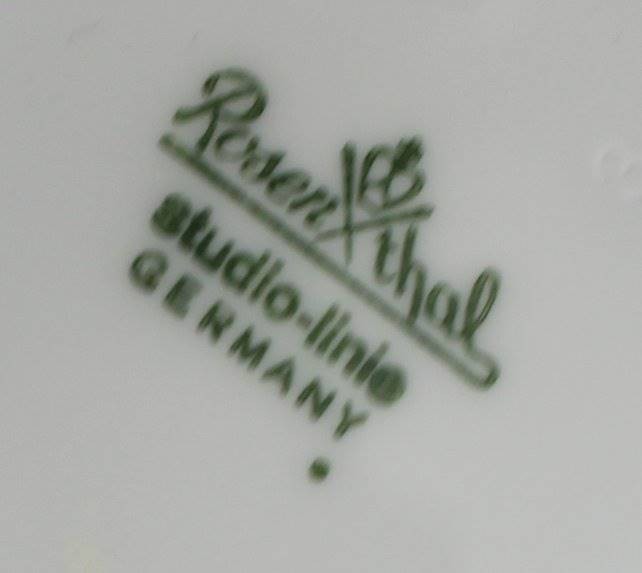 Rosenthal
studio-linie
GERMANY